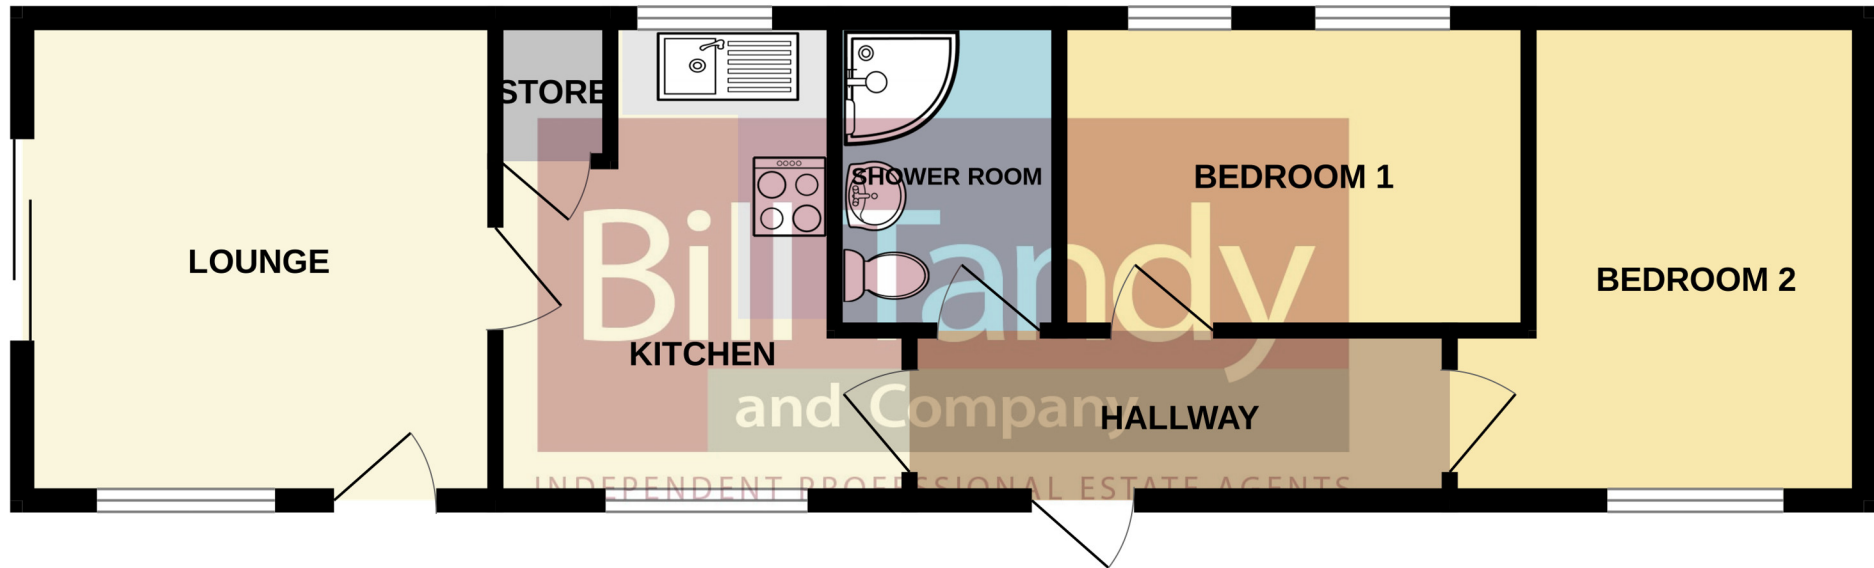 STORE
SHOWER ROOM
BEDROOM 1
LOUNGE
BEDROOM 2
KITCHEN
HALLWAY
Bill Tandy
and Company
INDEPENDENT PROFESSIONAL ESTATE AGENTS